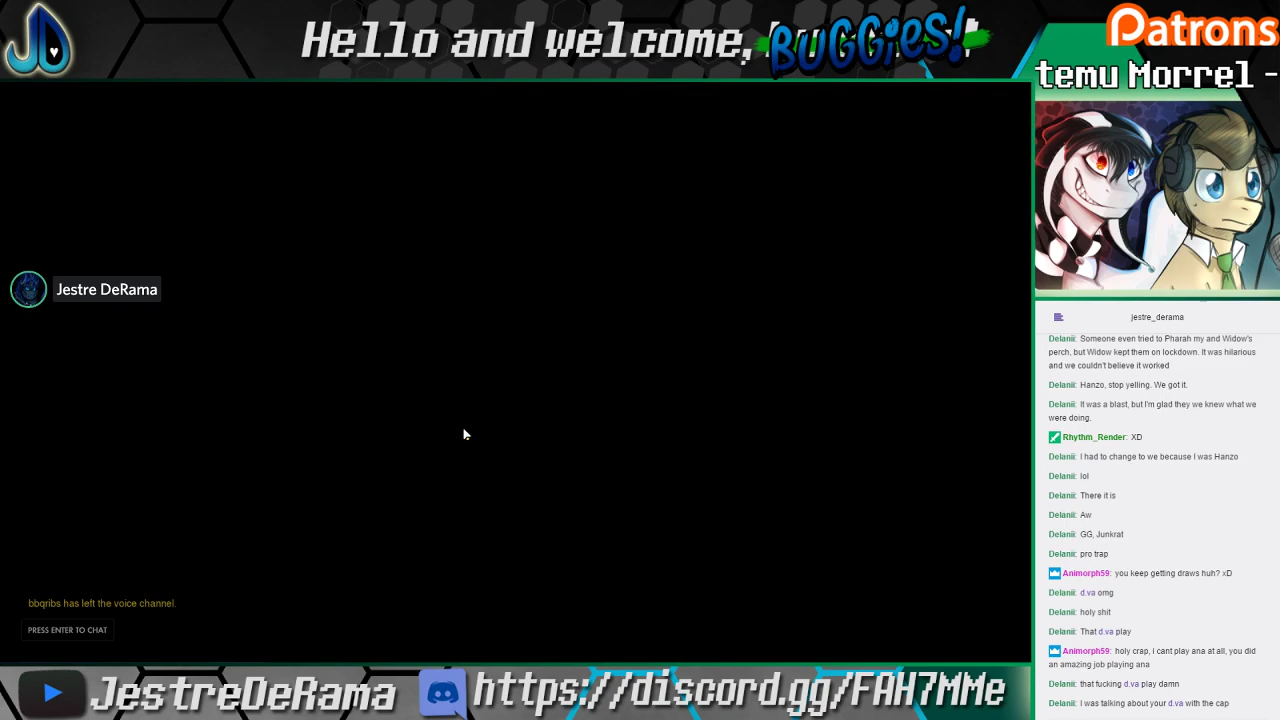 Hello and welcome,
BUGGiES!
Patrons
temu Morrel -
JD
Jestre DeRama
jestre_derama
Delanii: Someone even tried to Pharah my and Widow's
perch, but Widow kept them on lockdown. It was hilarious
and we couldn't believe it worked
Delanii: Hanzo, stop yelling. We got it.
Delanii: It was a blast, but I'm glad they we knew what we
were doing.
Rhythm_Render: XD
Delanii: I had to change to we because I was Hanzo
Delanii: lol
Delanii: There it is
Delanii: Aw
Delanii: GG, Junkrat
Delanii: pro trap
Animorph59: you keep getting draws huh? xD
Delanii: d.va omg
Delanii: holy shit
Delanii: That d.va play
Animorph59: holy crap, i cant play ana at all, you did
an amazing job playing ana
Delanii: that fucking d.va play damn
Delanii: I was talking about your d.va with the cap
bbqribs has left the voice channel.
PRESS ENTER TO CHAT
JestreDeRama
https://discord.gg/FAH7MMe